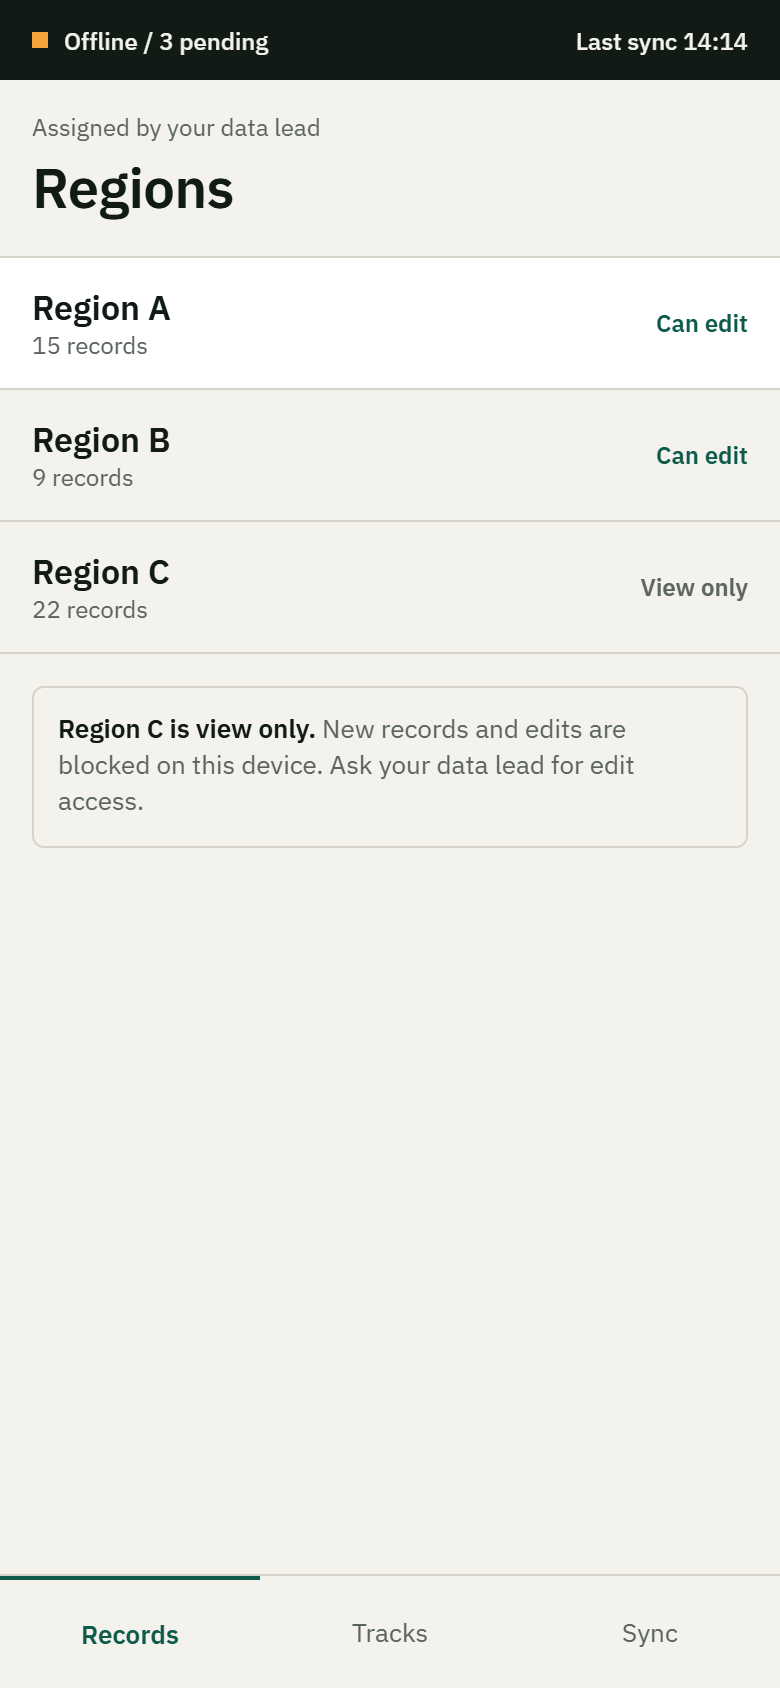 Offline / 3 pending
Last sync 14:14
Assigned by your data lead
Regions
Region A
15 records
Can edit
Region B
9 records
Can edit
Region C
22 records
View only
Region C is view only. New records and edits are
blocked on this device. Ask your data lead for edit
access.
Records
Tracks
Sync